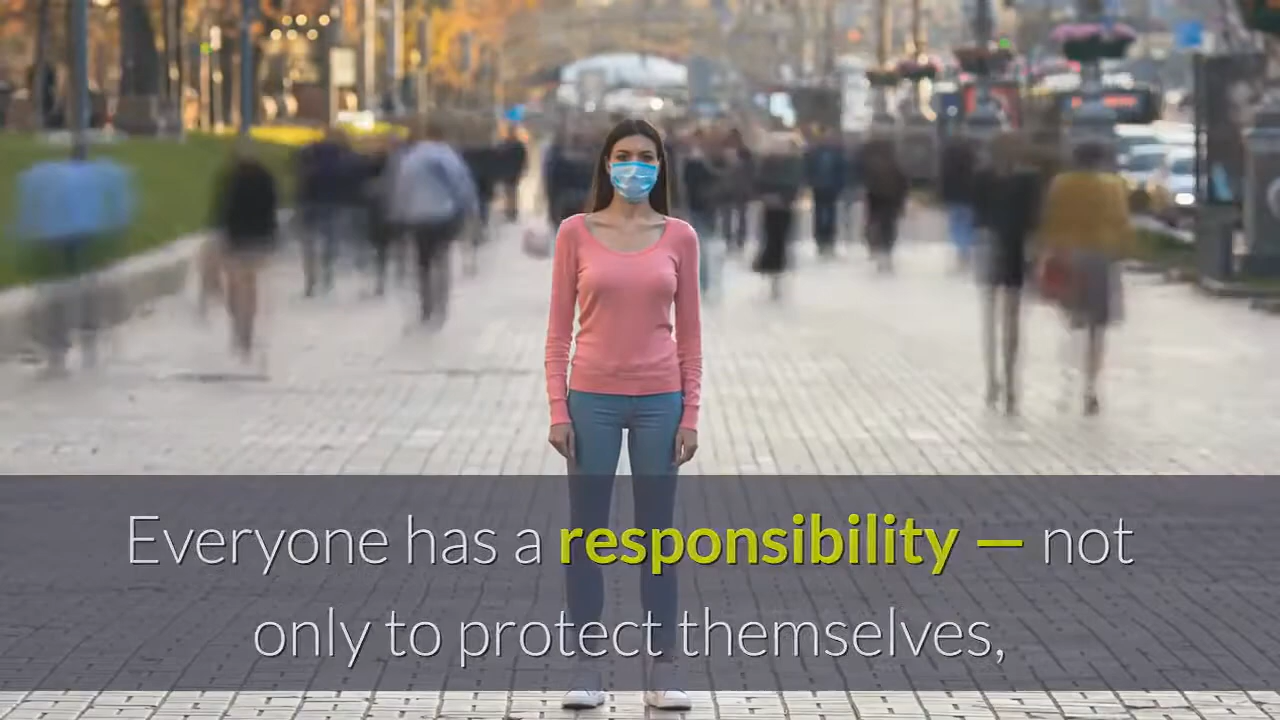 Everyone has a responsibility — not
only to protect themselves,